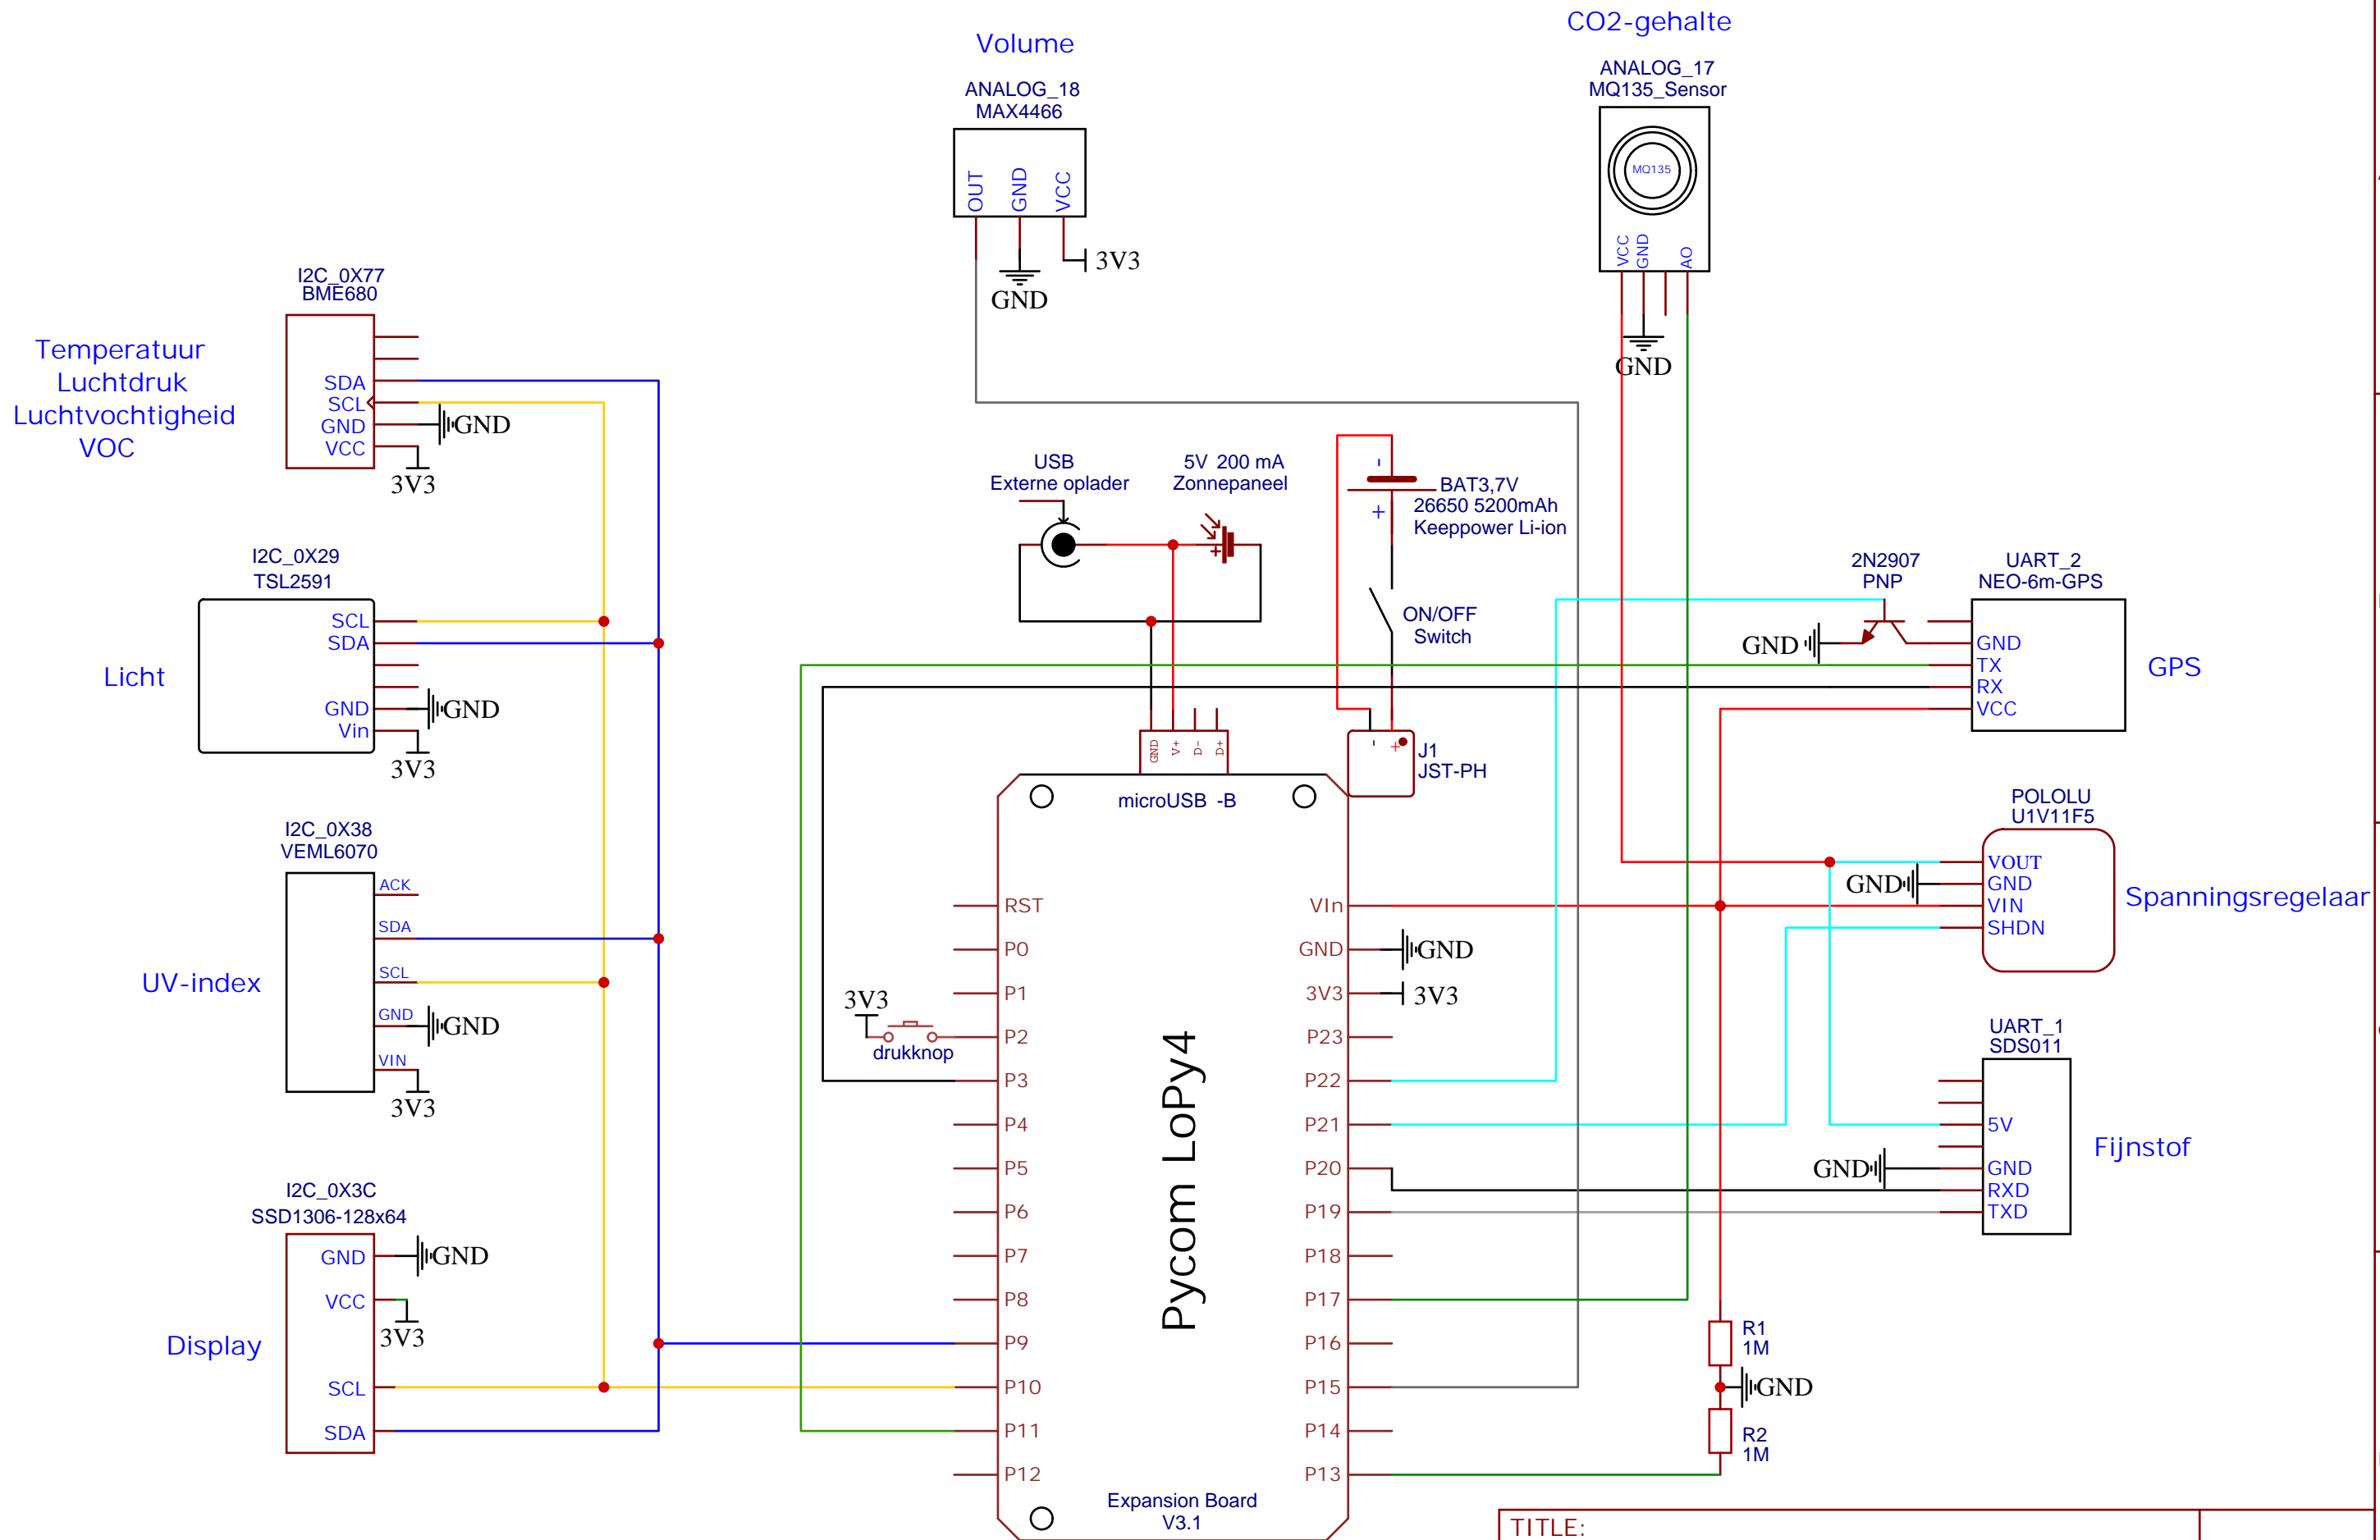 CO2-gehalte
Volume
ANALOG_17
MQ135_Sensor
MQ135
VCC
GND
AO
GND
ANALOG_18
MAX4466
OUT
GND
VCC
3V3
GND
I2C_0X77
BME680
Temperatuur
Luchtdruk
Luchtvochtigheid
VOC
SDA
SCL
GND
VCC
GND
3V3
USB
Externe oplader
5V 200 mA
Zonnepaneel
-
+
BAT3,7V
26650 5200mAh
Keeppower Li-ion
ON/OFF
Switch
I2C_0X29
TSL2591
Licht
SCL
SDA
GND
Vin
GND
3V3
2N2907
PNP
GND
UART_2
NEO-6m-GPS
GND
TX
RX
VCC
GPS
GND
V+
D-
D+
- +
J1
JST-PH
microUSB -B
POLOLU
U1V11F5
VOUT
GND
VIN
SHDN
GND
Spanningsregelaar
I2C_0X38
VEML6070
UV-index
ACK
SDA
SCL
GND
VIN
GND
3V3
RST
P0
P1
P2
P3
P4
P5
P6
P7
P8
P9
P10
P11
P12
3V3
drukknop
Pycom LoPy4
VIn
GND
3V3
P23
P22
P21
P20
P19
P18
P17
P16
P15
P14
P13
GND
3V3
Expansion Board
V3.1
UART_1
SDS011
5V
GND
RXD
TXD
GND
Fijnstof
I2C_0X3C
SSD1306-128x64
Display
GND
VCC
SCL
SDA
GND
3V3
R1
1M
GND
R2
1M
TITLE: